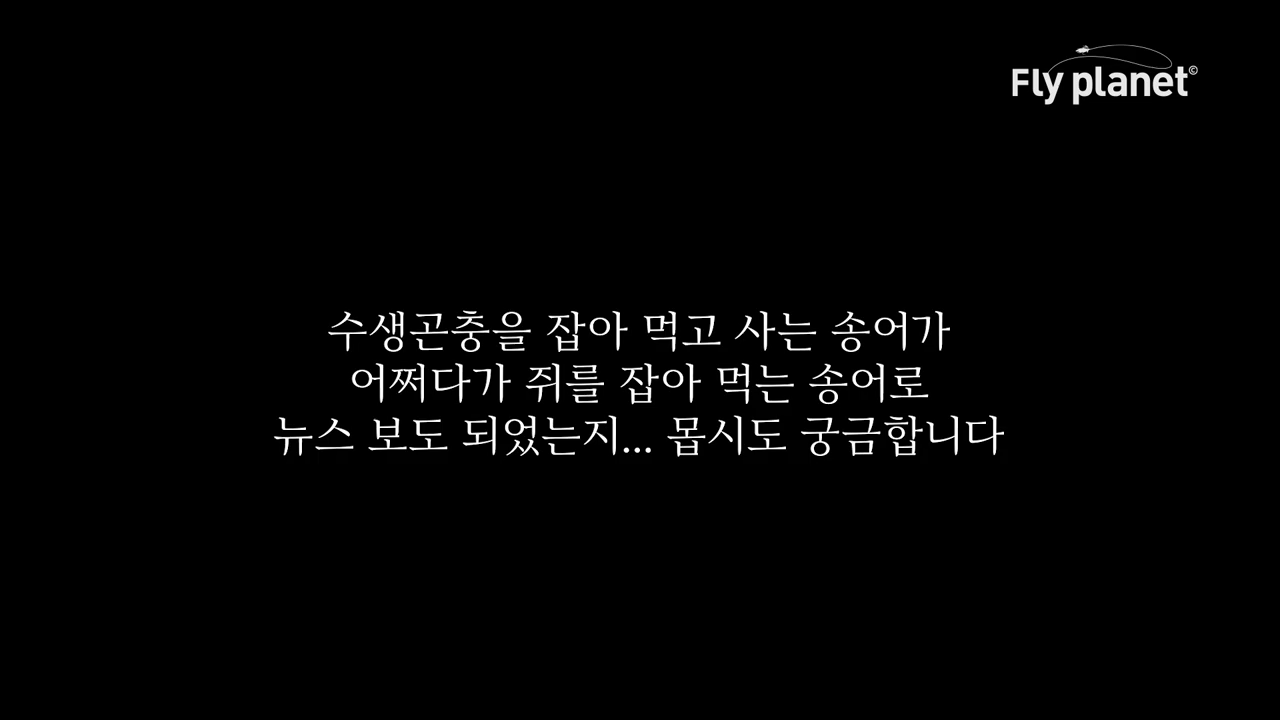 Fly planet©
수생곤충을 잡아 먹고 사는 송어가
어쩌다가 쥐를 잡아 먹는 송어로
뉴스 보도 되었는지... 몹시도 궁금합니다